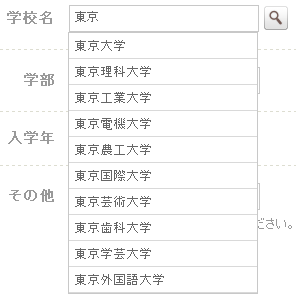 学校名 東京
東京大学
東京理科大学
学部
東京工業大学
東京電機大学
入学年
東京農工大学
東京国際大学
その他
東京芸術大学
ださい。
東京歯科大学
東京学芸大学
東京外国語大学